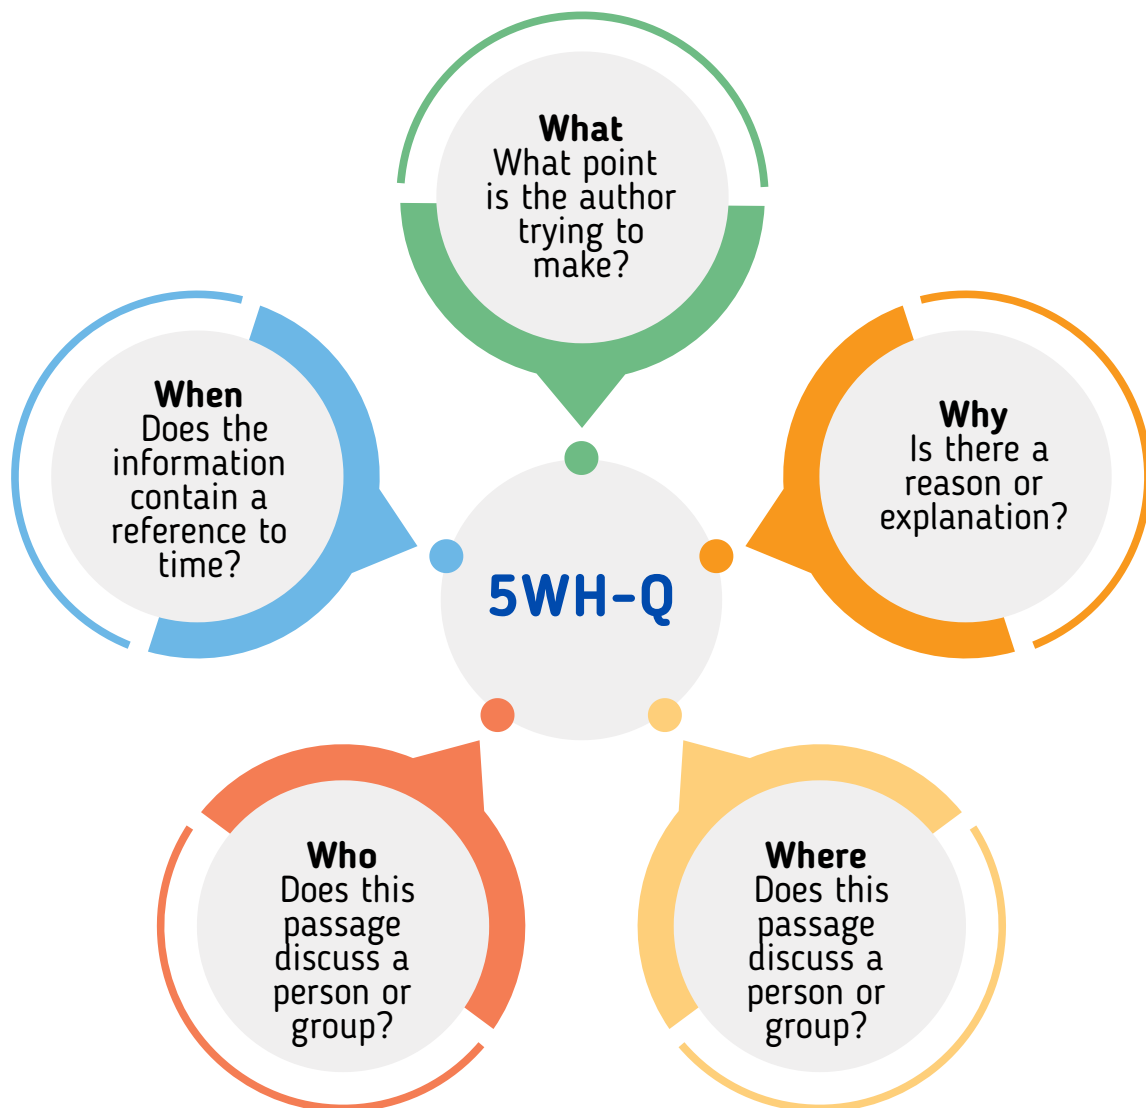 What
What point
is the author
trying to
make?
When
Does the
information
contain a
reference to
time?
Why
Is there a
reason or
explanation?
5WH-Q
Who
Does this
passage
discuss a
person or
group?
Where
Does this
passage
discuss a
person or
group?